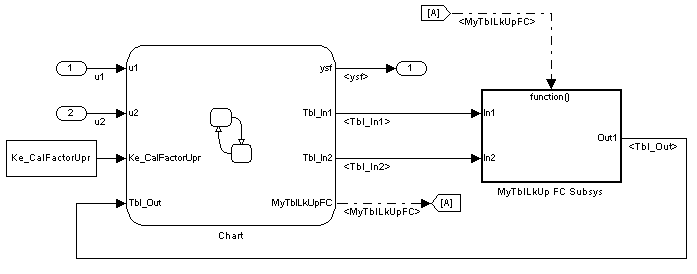 [A]
<MyTblLkUpFC>
1
u1
u1
ysf
<ysf>
1
function()
2
u2
u2
Tbl_In1
<Tbl_In1>
In1
Out1
<Tbl_Out>
Ke_CalFactorUpr
Ke_CalFactorUpr
Tbl_In2
<Tbl_In2>
In2
MyTblLkUp FC Subsys
Tbl_Out
MyTblLkUpFC
<MyTblLkUpFC>
[A]
Chart